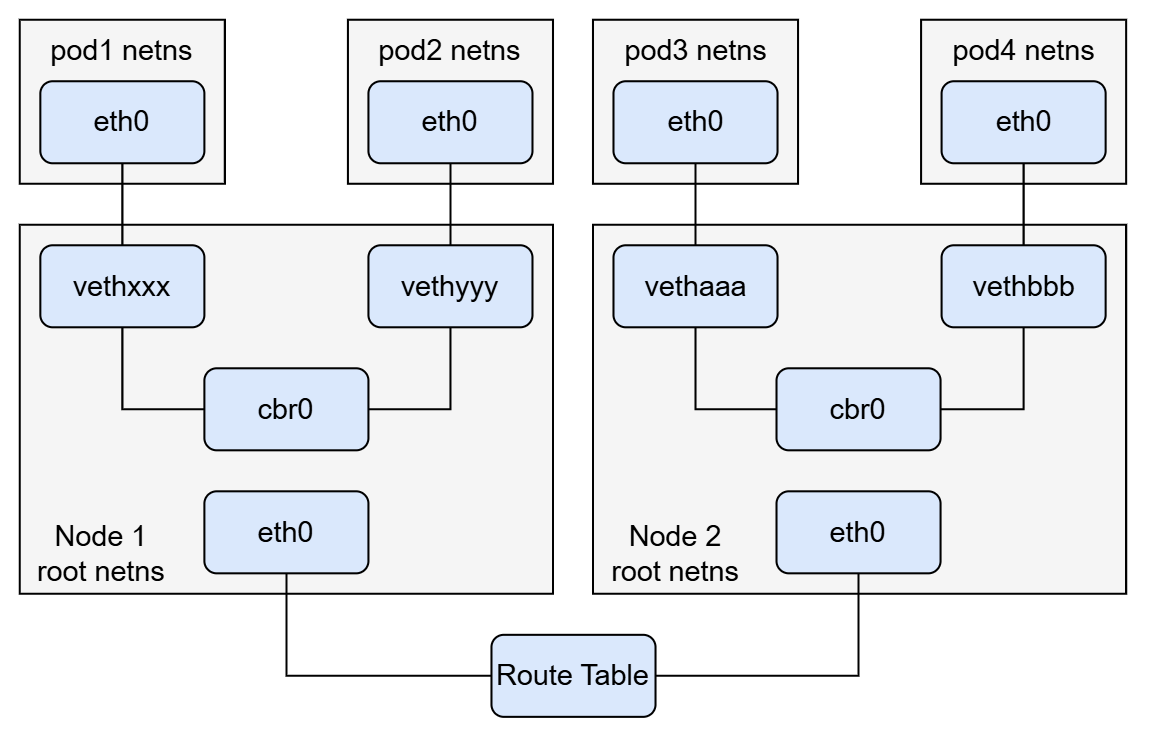 pod1 netns
pod2 netns
pod3 netns
pod4 netns
eth0
eth0
eth0
eth0
vethxxx
vethyyy
vethaaa
vethbbb
cbr0
cbr0
Node 1
root netns
eth0
Node 2
root netns
eth0
Route Table